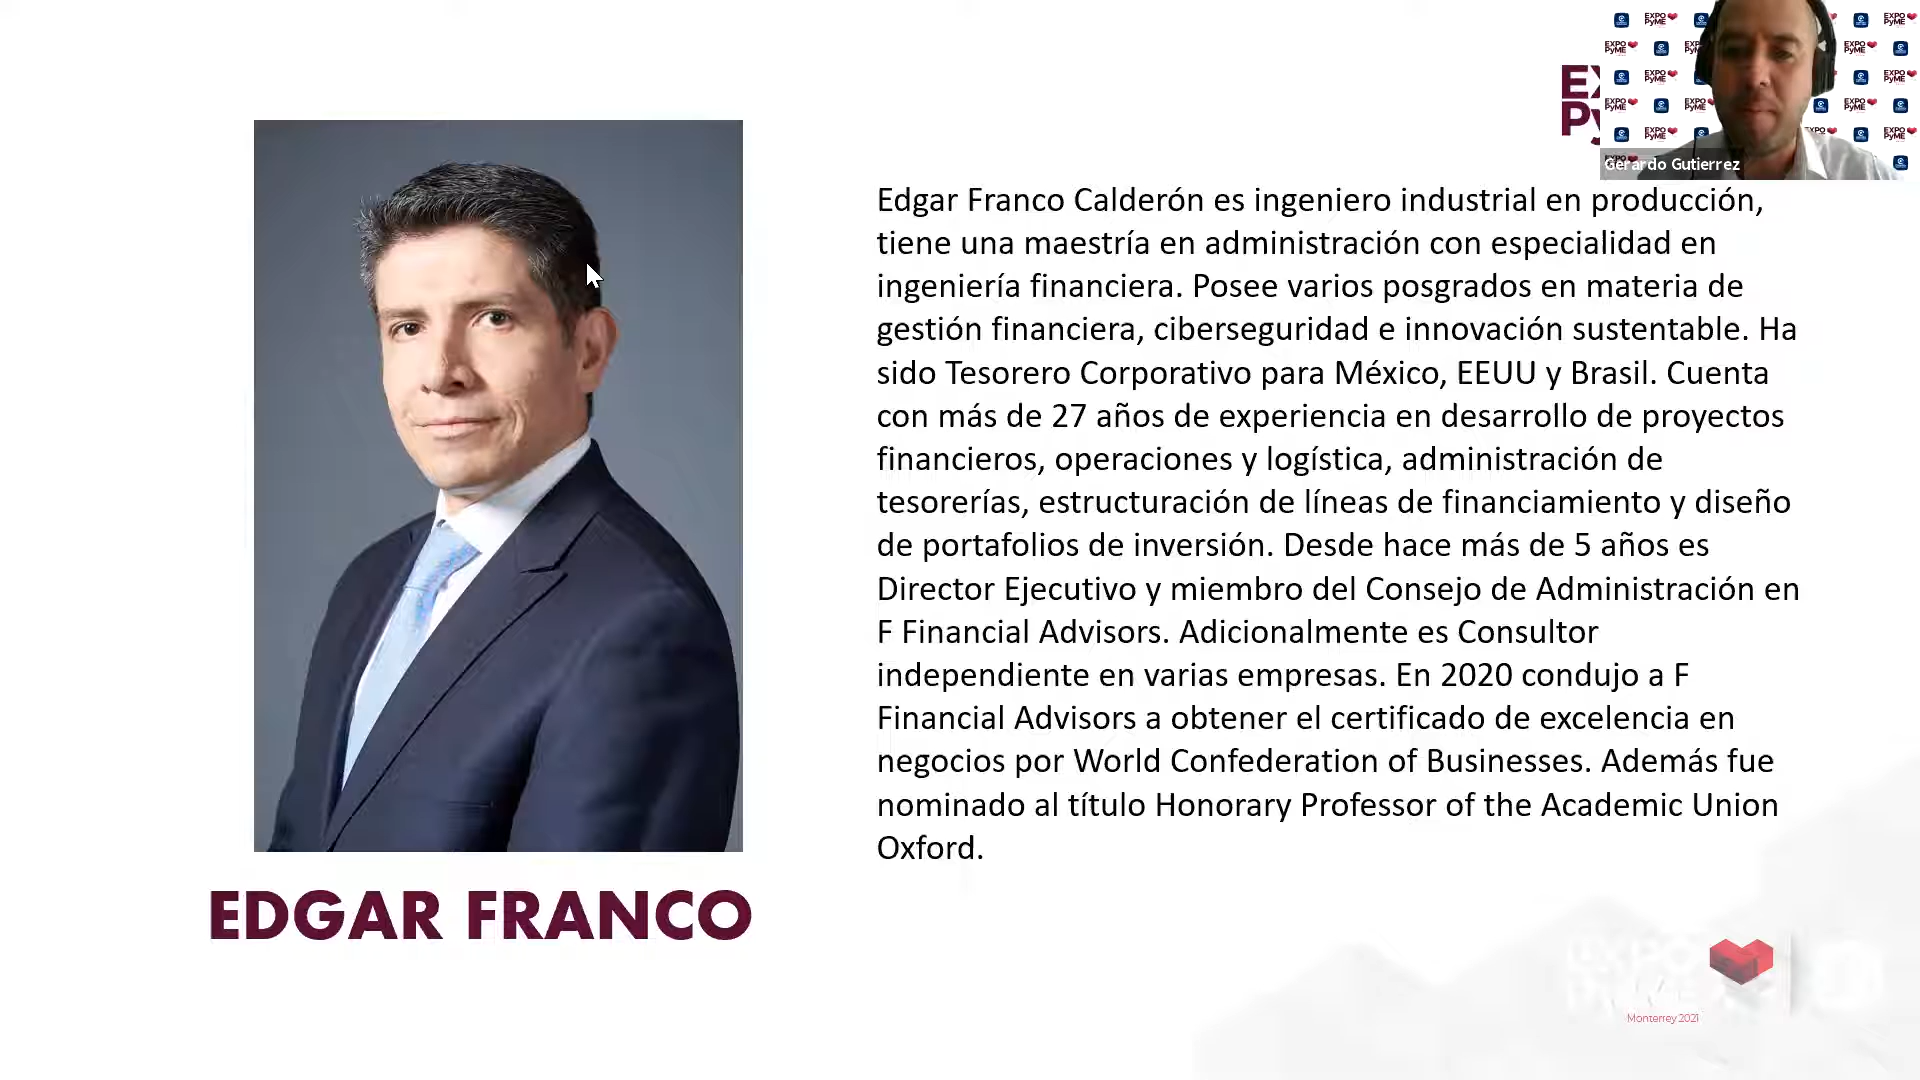 Gerardo Gutierrez
Edgar Franco Calderón es ingeniero industrial en producción,
tiene una maestría en administración con especialidad en
ingeniería financiera. Posee varios posgrados en materia de
gestión financiera, ciberseguridad e innovación sustentable. Ha
sido Tesorero Corporativo para México, EEUU y Brasil. Cuenta
con más de 27 años de experiencia en desarrollo de proyectos
financieros, operaciones y logística, administración de
tesorerías, estructuración de líneas de financiamiento y diseño
de portafolios de inversión. Desde hace más de 5 años es
Director Ejecutivo y miembro del Consejo de Administración en
F Financial Advisors. Adicionalmente es Consultor
independiente en varias empresas. En 2020 condujo a F
Financial Advisors a obtener el certificado de excelencia en
negocios por World Confederation of Businesses. Además fue
nominado al título Honorary Professor of the Academic Union
Oxford.
EDGAR FRANCO
EXPO
PyME
Monterrey 2021